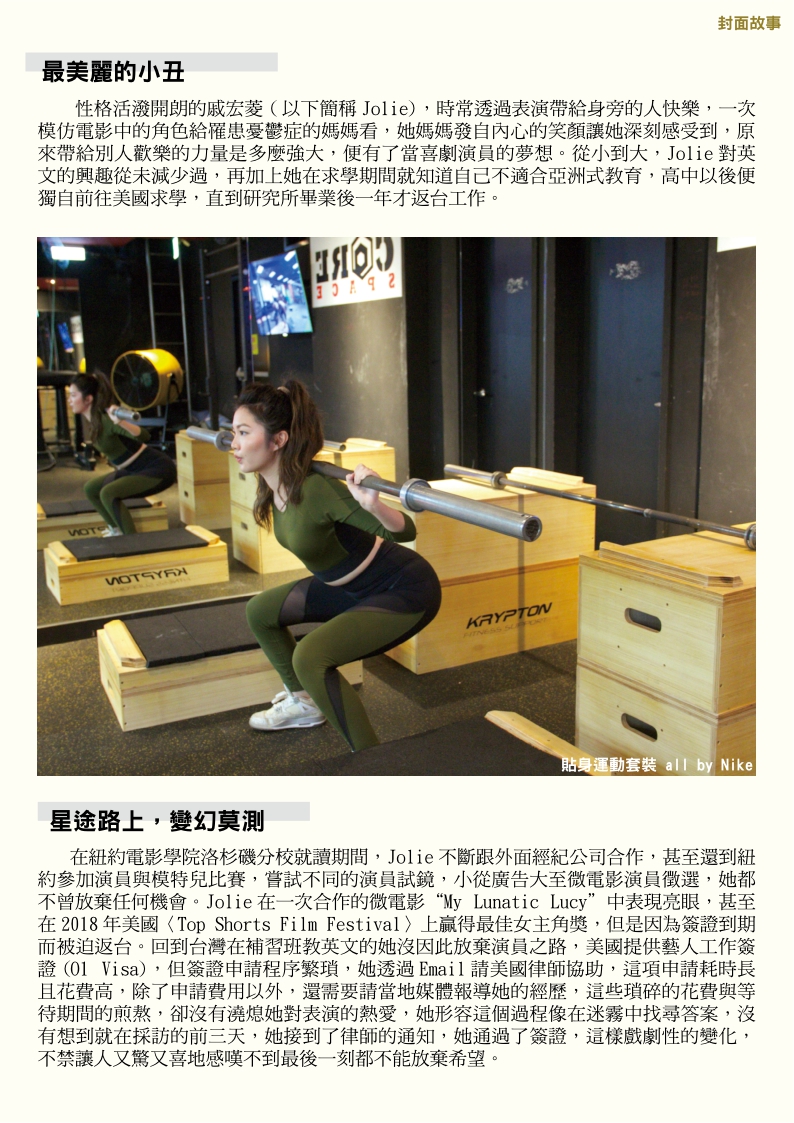 封面故事
最美麗的小丑
性格活潑開朗的戚宏菱(以下簡稱 Jolie),時常透過表演帶給身旁的人快樂,一次
模仿電影中的角色給罹患憂鬱症的媽媽看,她媽媽發自內心的笑顏讓她深刻感受到,原
來帶給別人歡樂的力量是多麼強大,便有了當喜劇演員的夢想。從小到大,Jolie 對英
文的興趣從未減少過,再加上她在求學期間就知道自己不適合亞洲式教育,高中以後便
獨自前往美國求學,直到研究所畢業後一年才返台工作。
CORE
SPACE
KRYPTON
KRYPTON
FITNESS SUPPORT
貼身運動套裝 all by Nike
星途路上,變幻莫測
在紐約電影學院洛杉磯分校就讀期間,Jolie 不斷跟外面經紀公司合作,甚至還到紐
約參加演員與模特兒比賽,嘗試不同的演員試鏡,小從廣告大至微電影演員徵選,她都
不曾放棄任何機會。Jolie 在一次合作的微電影“My Lunatic Lucy”中表現亮眼,甚至
在 2018 年美國〈Top Shorts Film Festival〉上贏得最佳女主角獎,但是因為簽證到期
而被迫返台。回到台灣在補習班教英文的她沒因此放棄演員之路,美國提供藝人工作簽
證(O1 Visa),但簽證申請程序繁瑣,她透過 Email 請美國律師協助,這項申請耗時長
且花費高,除了申請費用以外,還需要請當地媒體報導她的經歷,這些瑣碎的花費與等
待期間的煎熬,卻沒有澆熄她對表演的熱愛,她形容這個過程像在迷霧中找尋答案,沒
有想到就在採訪的前三天,她接到了律師的通知,她通過了簽證,這樣戲劇性的變化,
不禁讓人又驚又喜地感嘆不到最後一刻都不能放棄希望。